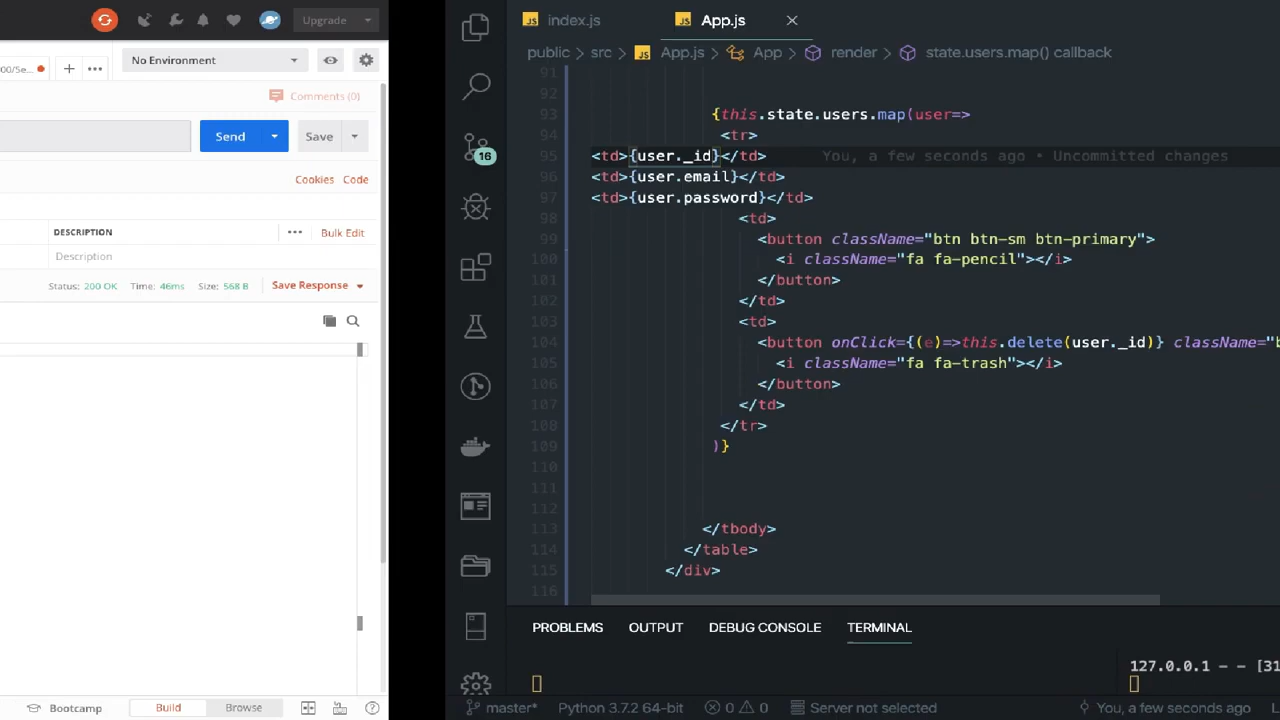 Upgrade
00/Se...
No Environment
Comments (0)
Send
Save
Cookies Code
DESCRIPTION
Bulk Edit
Description
Status: 200 OK Time: 46ms Size: 568 B Save Response
Bootcamp
Build
Browse
JS index.js
JS App.js
public > src > JS App.js > App > render > state.users.map() callback
16
91
92
93 {this.state.users.map(user=>
94 <tr>
95 <td>{user._id}</td> You, a few seconds ago • Uncommitted changes
96 <td>{user.email}</td>
97 <td>{user.password}</td>
98 <td>
99 <button className="btn btn-sm btn-primary">
100 <i className="fa fa-pencil"></i>
101 </button>
102 </td>
103 <td>
104 <button onClick={(e)=>this.delete(user._id)} className="b
105 <i className="fa fa-trash"></i>
106 </button>
107 </td>
108 </tr>
109 )}
110
111
112
113 </tbody>
114 </table>
115 </div>
116
PROBLEMS OUTPUT DEBUG CONSOLE TERMINAL
127.0.0.1 - - [31
master* Python 3.7.2 64-bit 0 0 Server not selected You, a few seconds ago